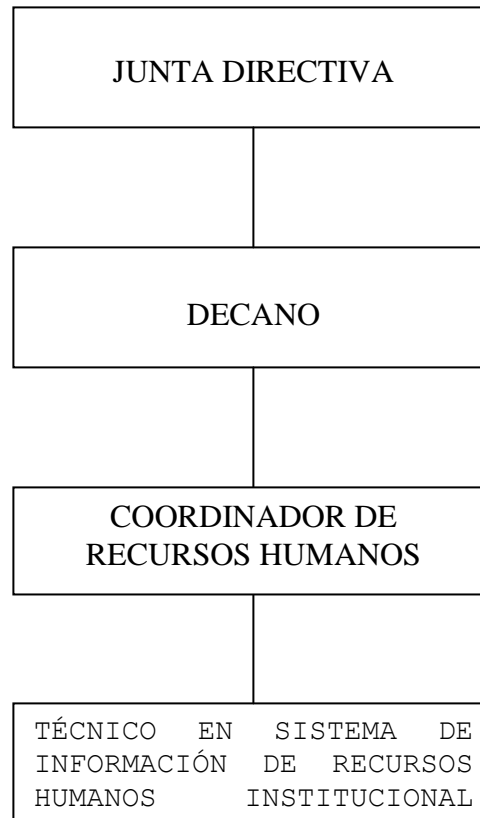 JUNTA DIRECTIVA
DECANO
COORDINADOR DE
RECURSOS HUMANOS
TÉCNICO EN SISTEMA DE
INFORMACIÓN DE RECURSOS
HUMANOS INSTITUCIONAL